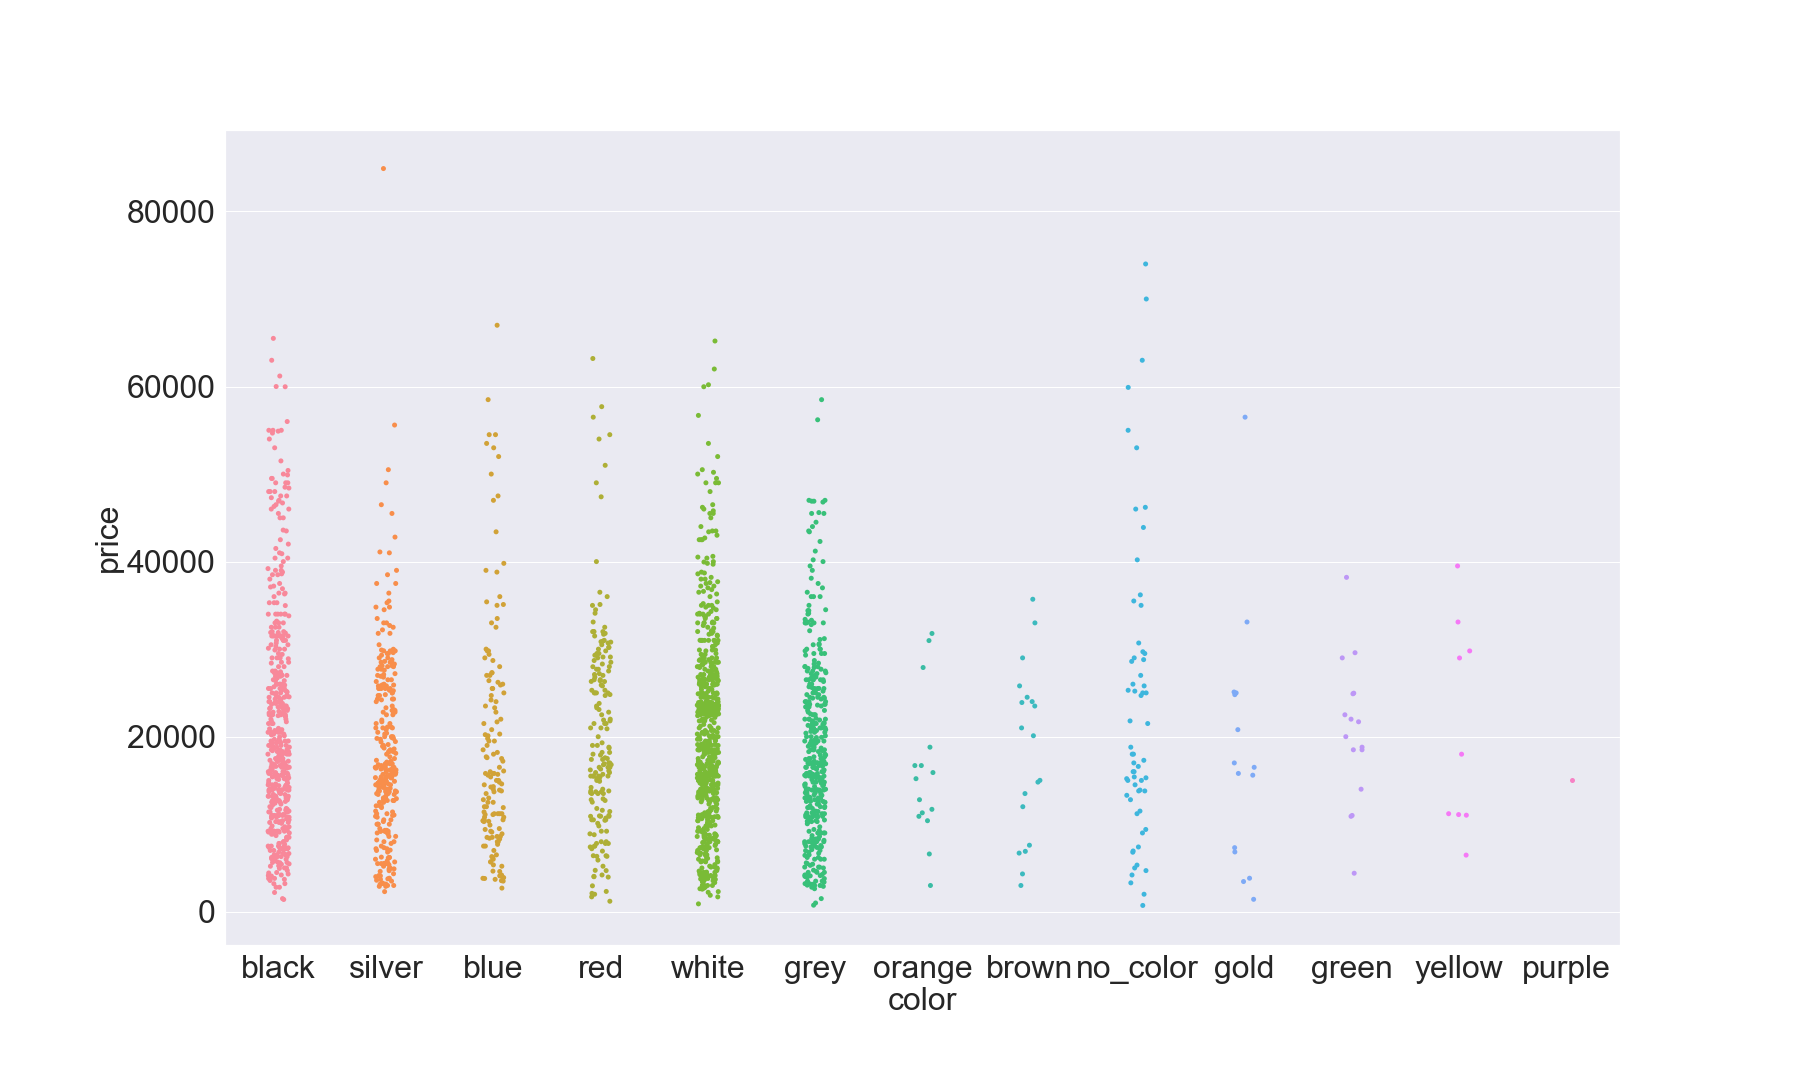 80000
60000
40000
20000
0
price
black silver blue red white grey orange brown no_color gold green yellow purple
color